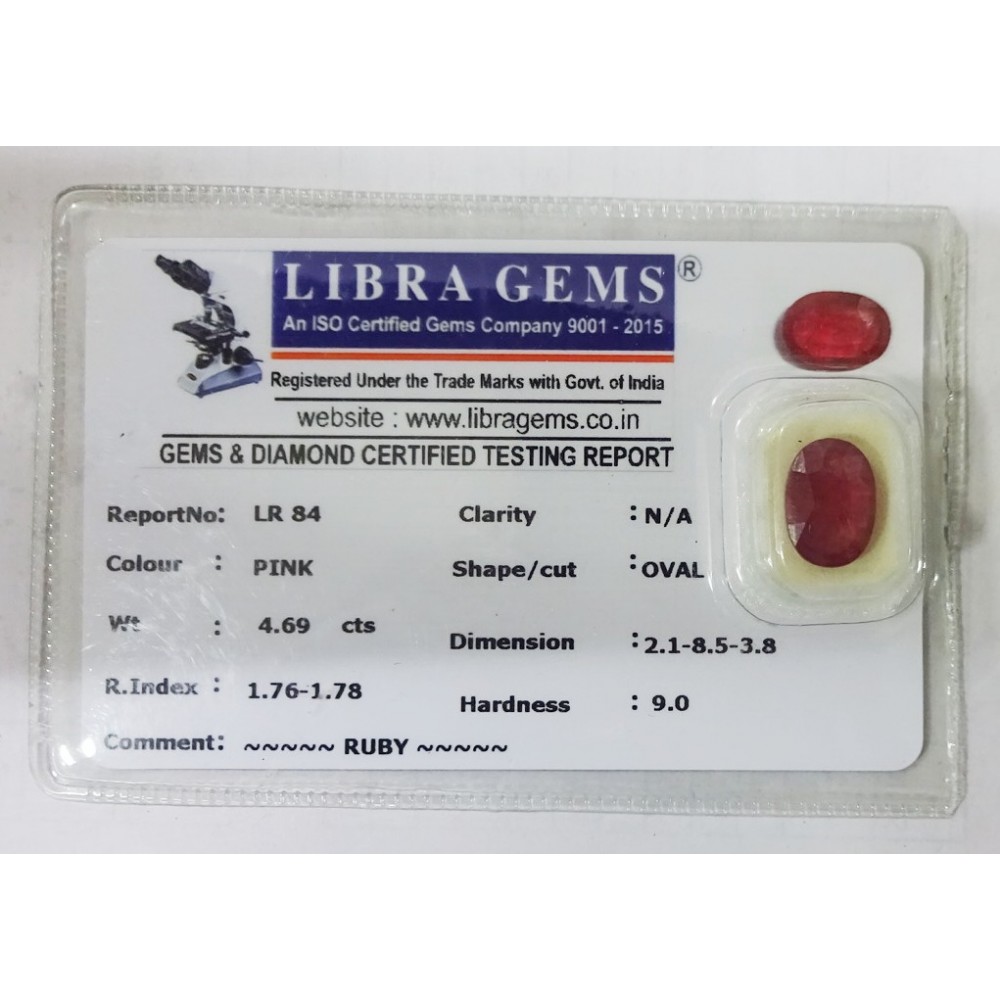 LIBRA GEMS®
An ISO Certified Gems Company 9001 - 2015
Registered Under the Trade Marks with Govt. of India
website : www.libragems.co.in
GEMS & DIAMOND CERTIFIED TESTING REPORT
ReportNo: LR 84 Clarity : N/A
Colour : PINK Shape/cut : OVAL
Wt : 4.69 cts Dimension : 2.1-8.5-3.8
R.Index : 1.76-1.78 Hardness : 9.0
Comment: ~~~~~ RUBY ~~~~~